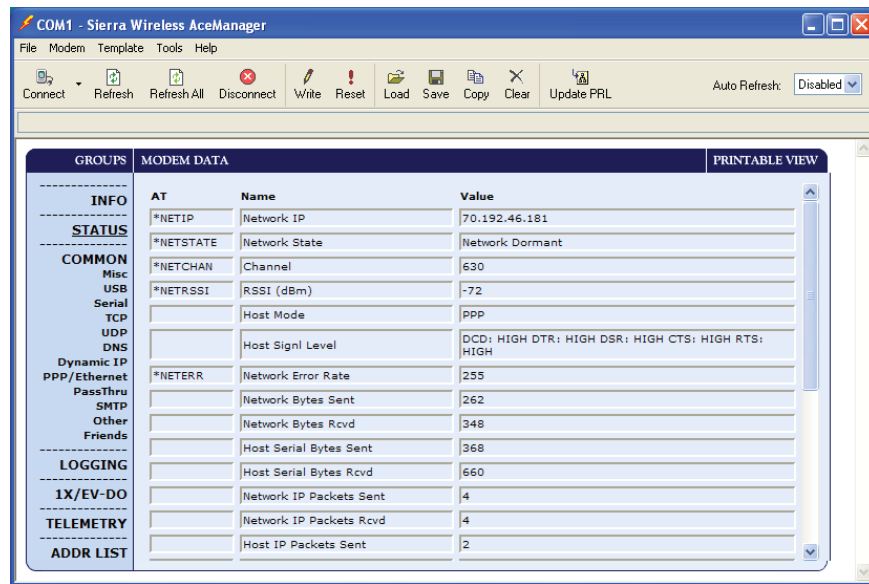 COM1 - Sierra Wireless AceManager
File Modem Template Tools Help
Connect Refresh Refresh All Disconnect Write Reset Load Save Copy Clear Update PRL Auto Refresh: Disabled
GROUPS MODEM DATA PRINTABLE VIEW
INFO
STATUS
COMMON
Misc
USB
Serial
TCP
UDP
DNS
Dynamic IP
PPP/Ethernet
PassThru
SMTP
Other
Friends
LOGGING
1X/EV-DO
TELEMETRY
ADDR LIST
AT Name Value
*NETIP Network IP 70.192.46.181
*NETSTATE Network State Network Dormant
*NETCHAN Channel 630
*NETRSSI RSSI (dBm) -72
Host Mode PPP
Host Signl Level DCD: HIGH DTR: HIGH DSR: HIGH CTS: HIGH RTS:
HIGH
*NETERR Network Error Rate 255
Network Bytes Sent 262
Network Bytes Rcvd 348
Host Serial Bytes Sent 368
Host Serial Bytes Rcvd 660
Network IP Packets Sent 4
Network IP Packets Rcvd 4
Host IP Packets Sent 2